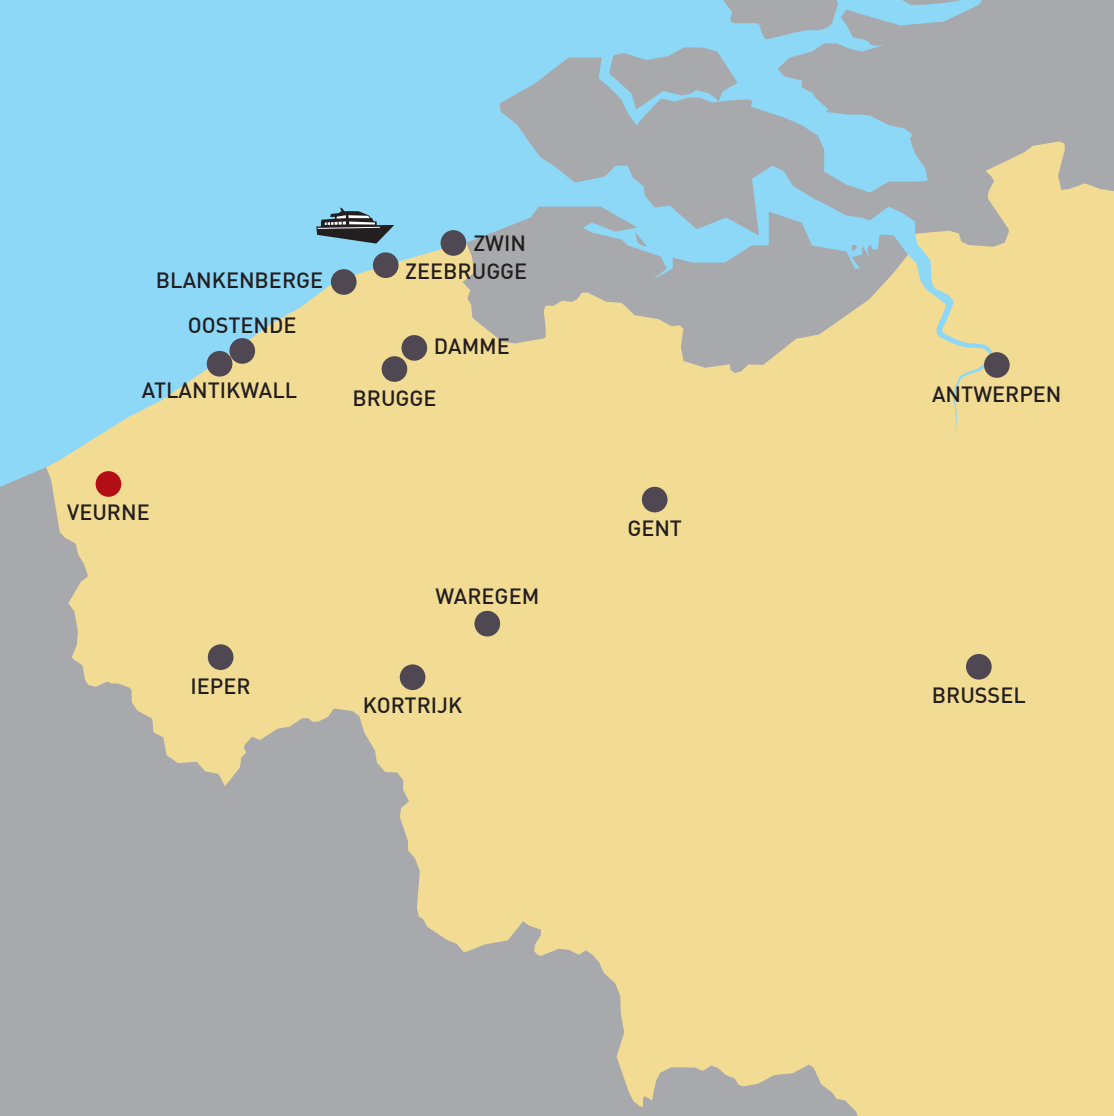 ZWIN
ZEEBRUGGE
BLANKENBERGE
OOSTENDE
DAMME
ATLANTIKWALL
BRUGGE
ANTWERPEN
VEURNE
GENT
WAREGEM
IEPER
KORTRIJK
BRUSSEL